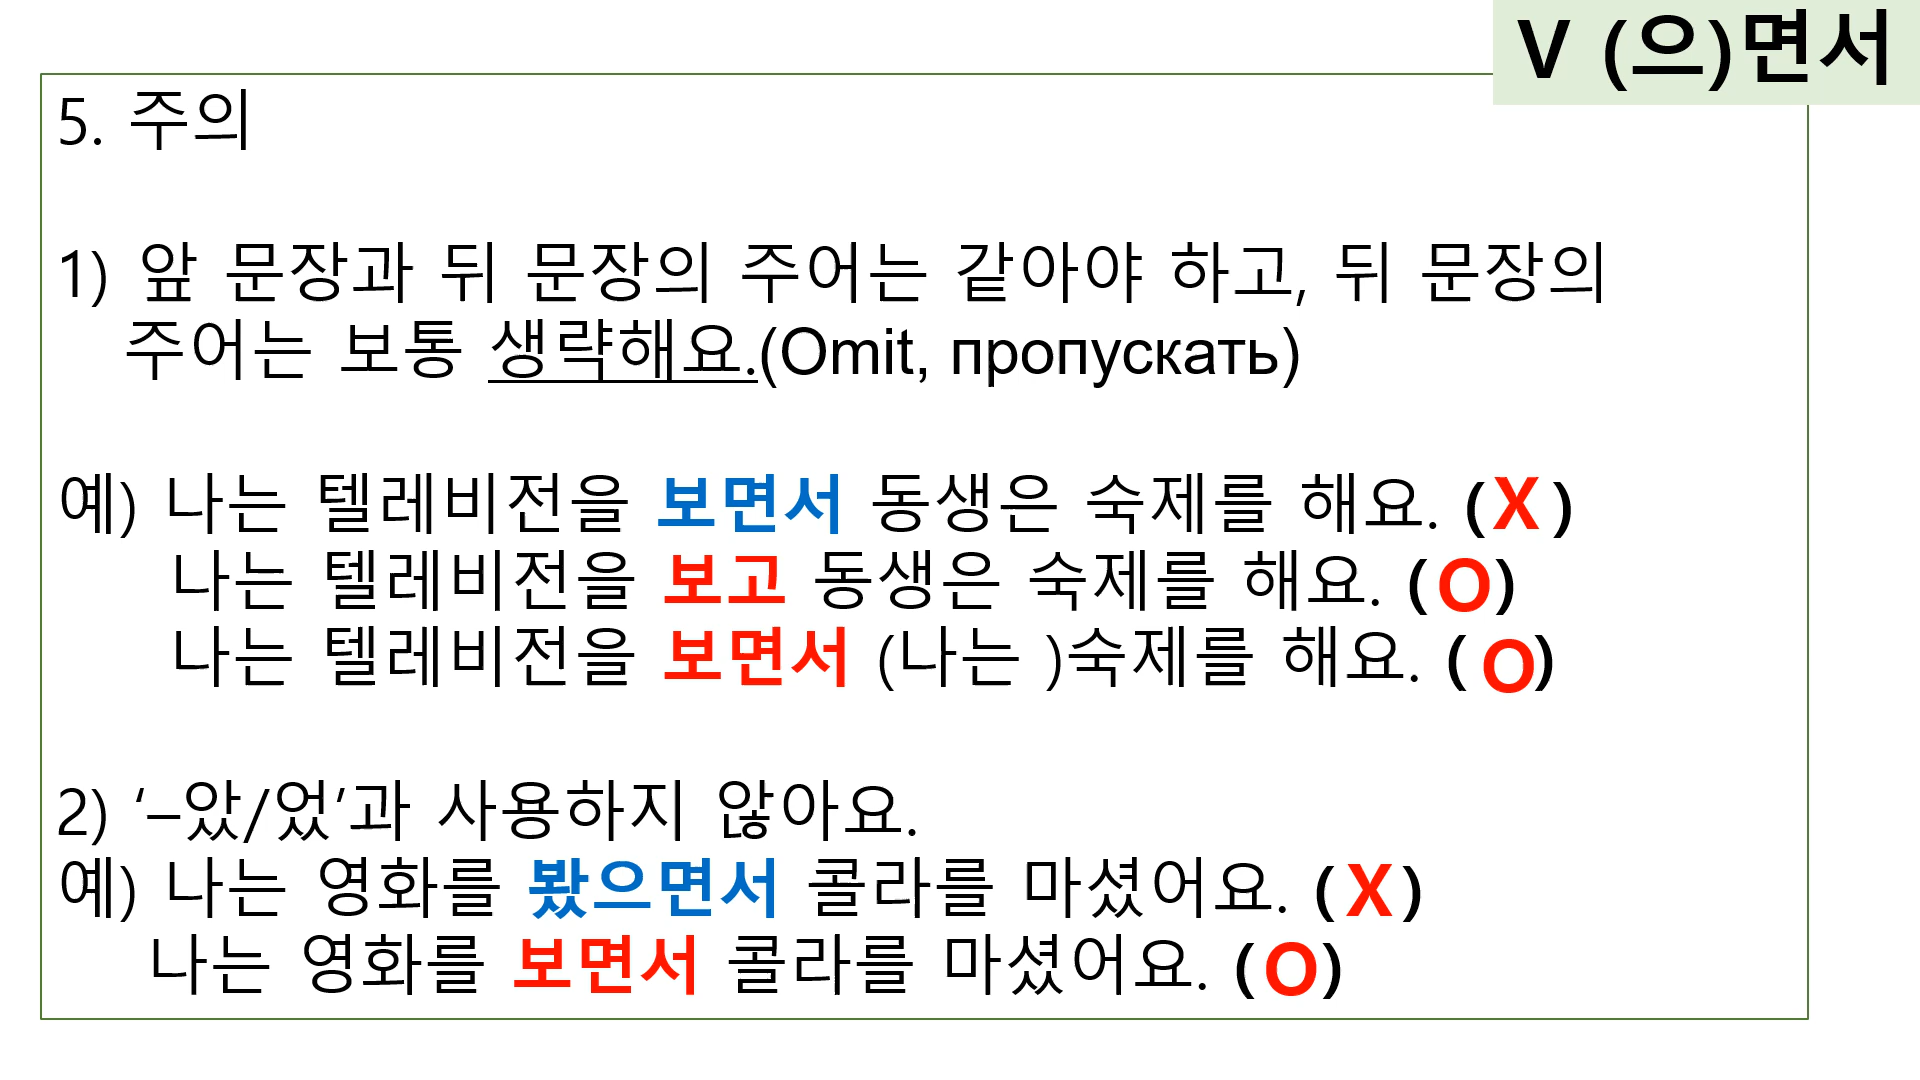 V (으)면서
5. 주의
1) 앞 문장과 뒤 문장의 주어는 같아야 하고, 뒤 문장의
주어는 보통 생략해요.(Omit, пропускать)
예) 나는 텔레비전을 보면서 동생은 숙제를 해요. ( X )
나는 텔레비전을 보고 동생은 숙제를 해요. ( O )
나는 텔레비전을 보면서 (나는 )숙제를 해요. ( O )
2) ‘–았/었’과 사용하지 않아요.
예) 나는 영화를 봤으면서 콜라를 마셨어요. ( X )
나는 영화를 보면서 콜라를 마셨어요. ( O )